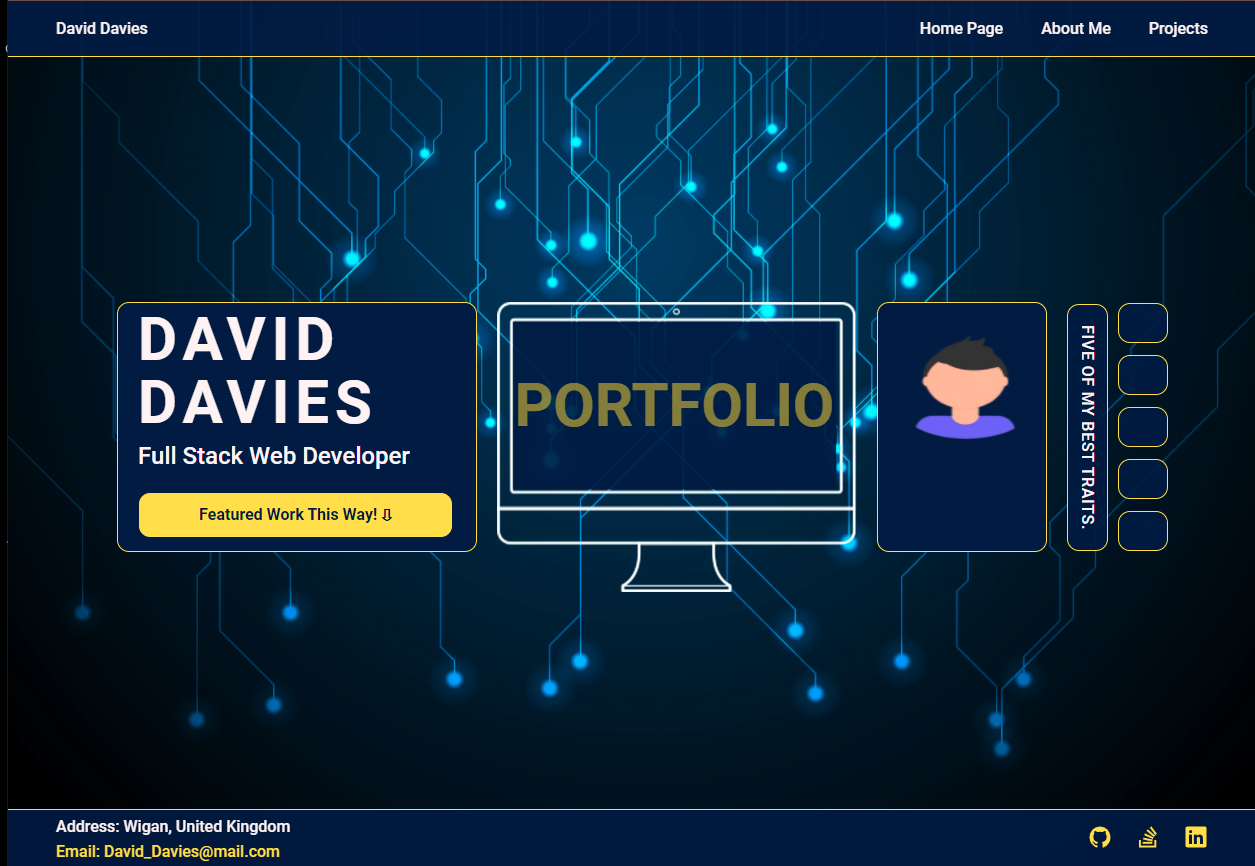 David Davies
Home Page
About Me
Projects
DAVID
DAVIES
Full Stack Web Developer
Featured Work This Way! ⇩
PORTFOLIO
FIVE OF MY BEST TRAITS.
Address: Wigan, United Kingdom
Email: David_Davies@mail.com
in